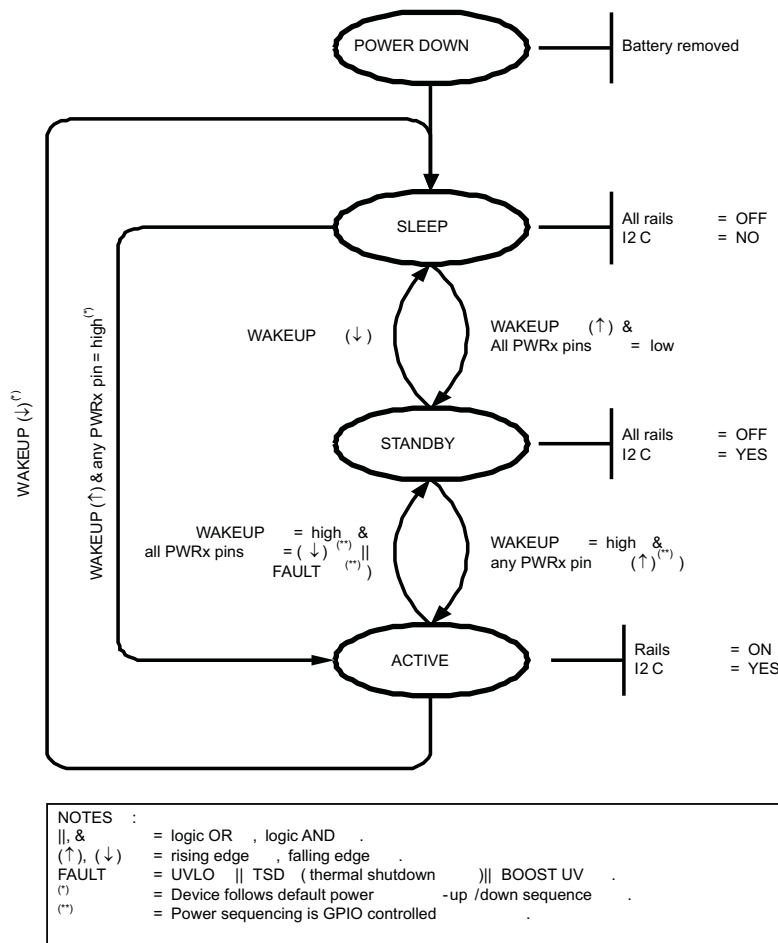 POWER DOWN
Battery removed
SLEEP
All rails = OFF
I2 C = NO
WAKEUP (↓)
WAKEUP (↑) &
All PWRx pins = low
WAKEUP (↓)(*)
WAKEUP (↑) & any PWRx pin = high(*)
STANDBY
All rails = OFF
I2 C = YES
WAKEUP = high &
all PWRx pins = ( ↓ ) (**) ||
FAULT (**) )
WAKEUP = high &
any PWRx pin (↑)(**) )
ACTIVE
Rails = ON
I2 C = YES
NOTES :
||, & = logic OR , logic AND .
(↑), (↓) = rising edge , falling edge .
FAULT = UVLO || TSD ( thermal shutdown )|| BOOST UV .
(*) = Device follows default power -up /down sequence .
(**) = Power sequencing is GPIO controlled .